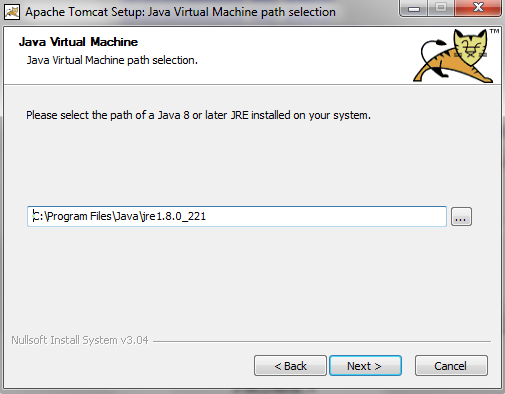 Apache Tomcat Setup: Java Virtual Machine path selection
Java Virtual Machine
Java Virtual Machine path selection.
TM
Please select the path of a Java 8 or later JRE installed on your system.
C:\Program Files\Java\jre1.8.0_221
...
Nullsoft Install System v3.04
< Back
Next >
Cancel